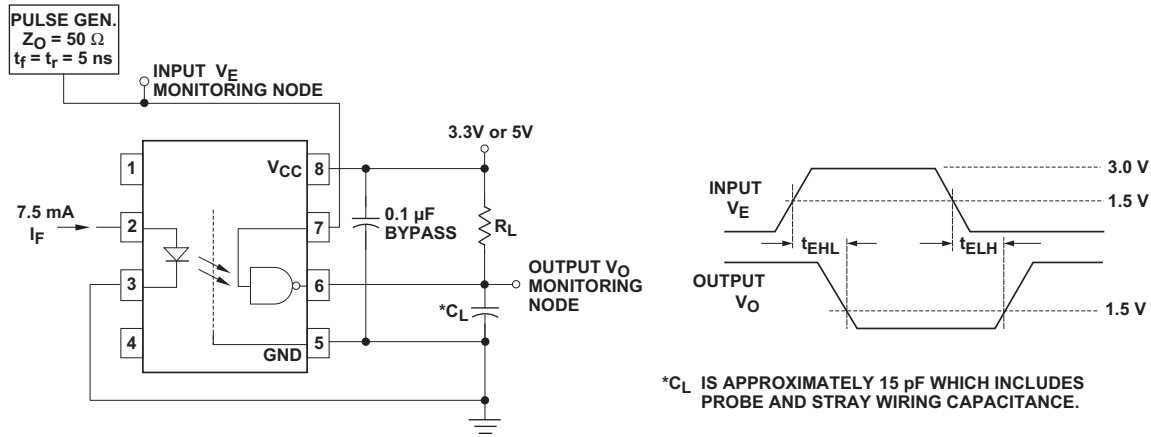 PULSE GEN.
ZO = 50 Ω
tf = tr = 5 ns
INPUT VE
MONITORING NODE
3.3V or 5V
1
VCC
8
7.5 mA
IF
2
7
0.1 µF
BYPASS
RL
3
6
OUTPUT VO
MONITORING
NODE
*CL
4
GND
5
INPUT
VE
3.0 V
1.5 V
tEHL
tELH
OUTPUT
VO
1.5 V
*CL IS APPROXIMATELY 15 pF WHICH INCLUDES
PROBE AND STRAY WIRING CAPACITANCE.